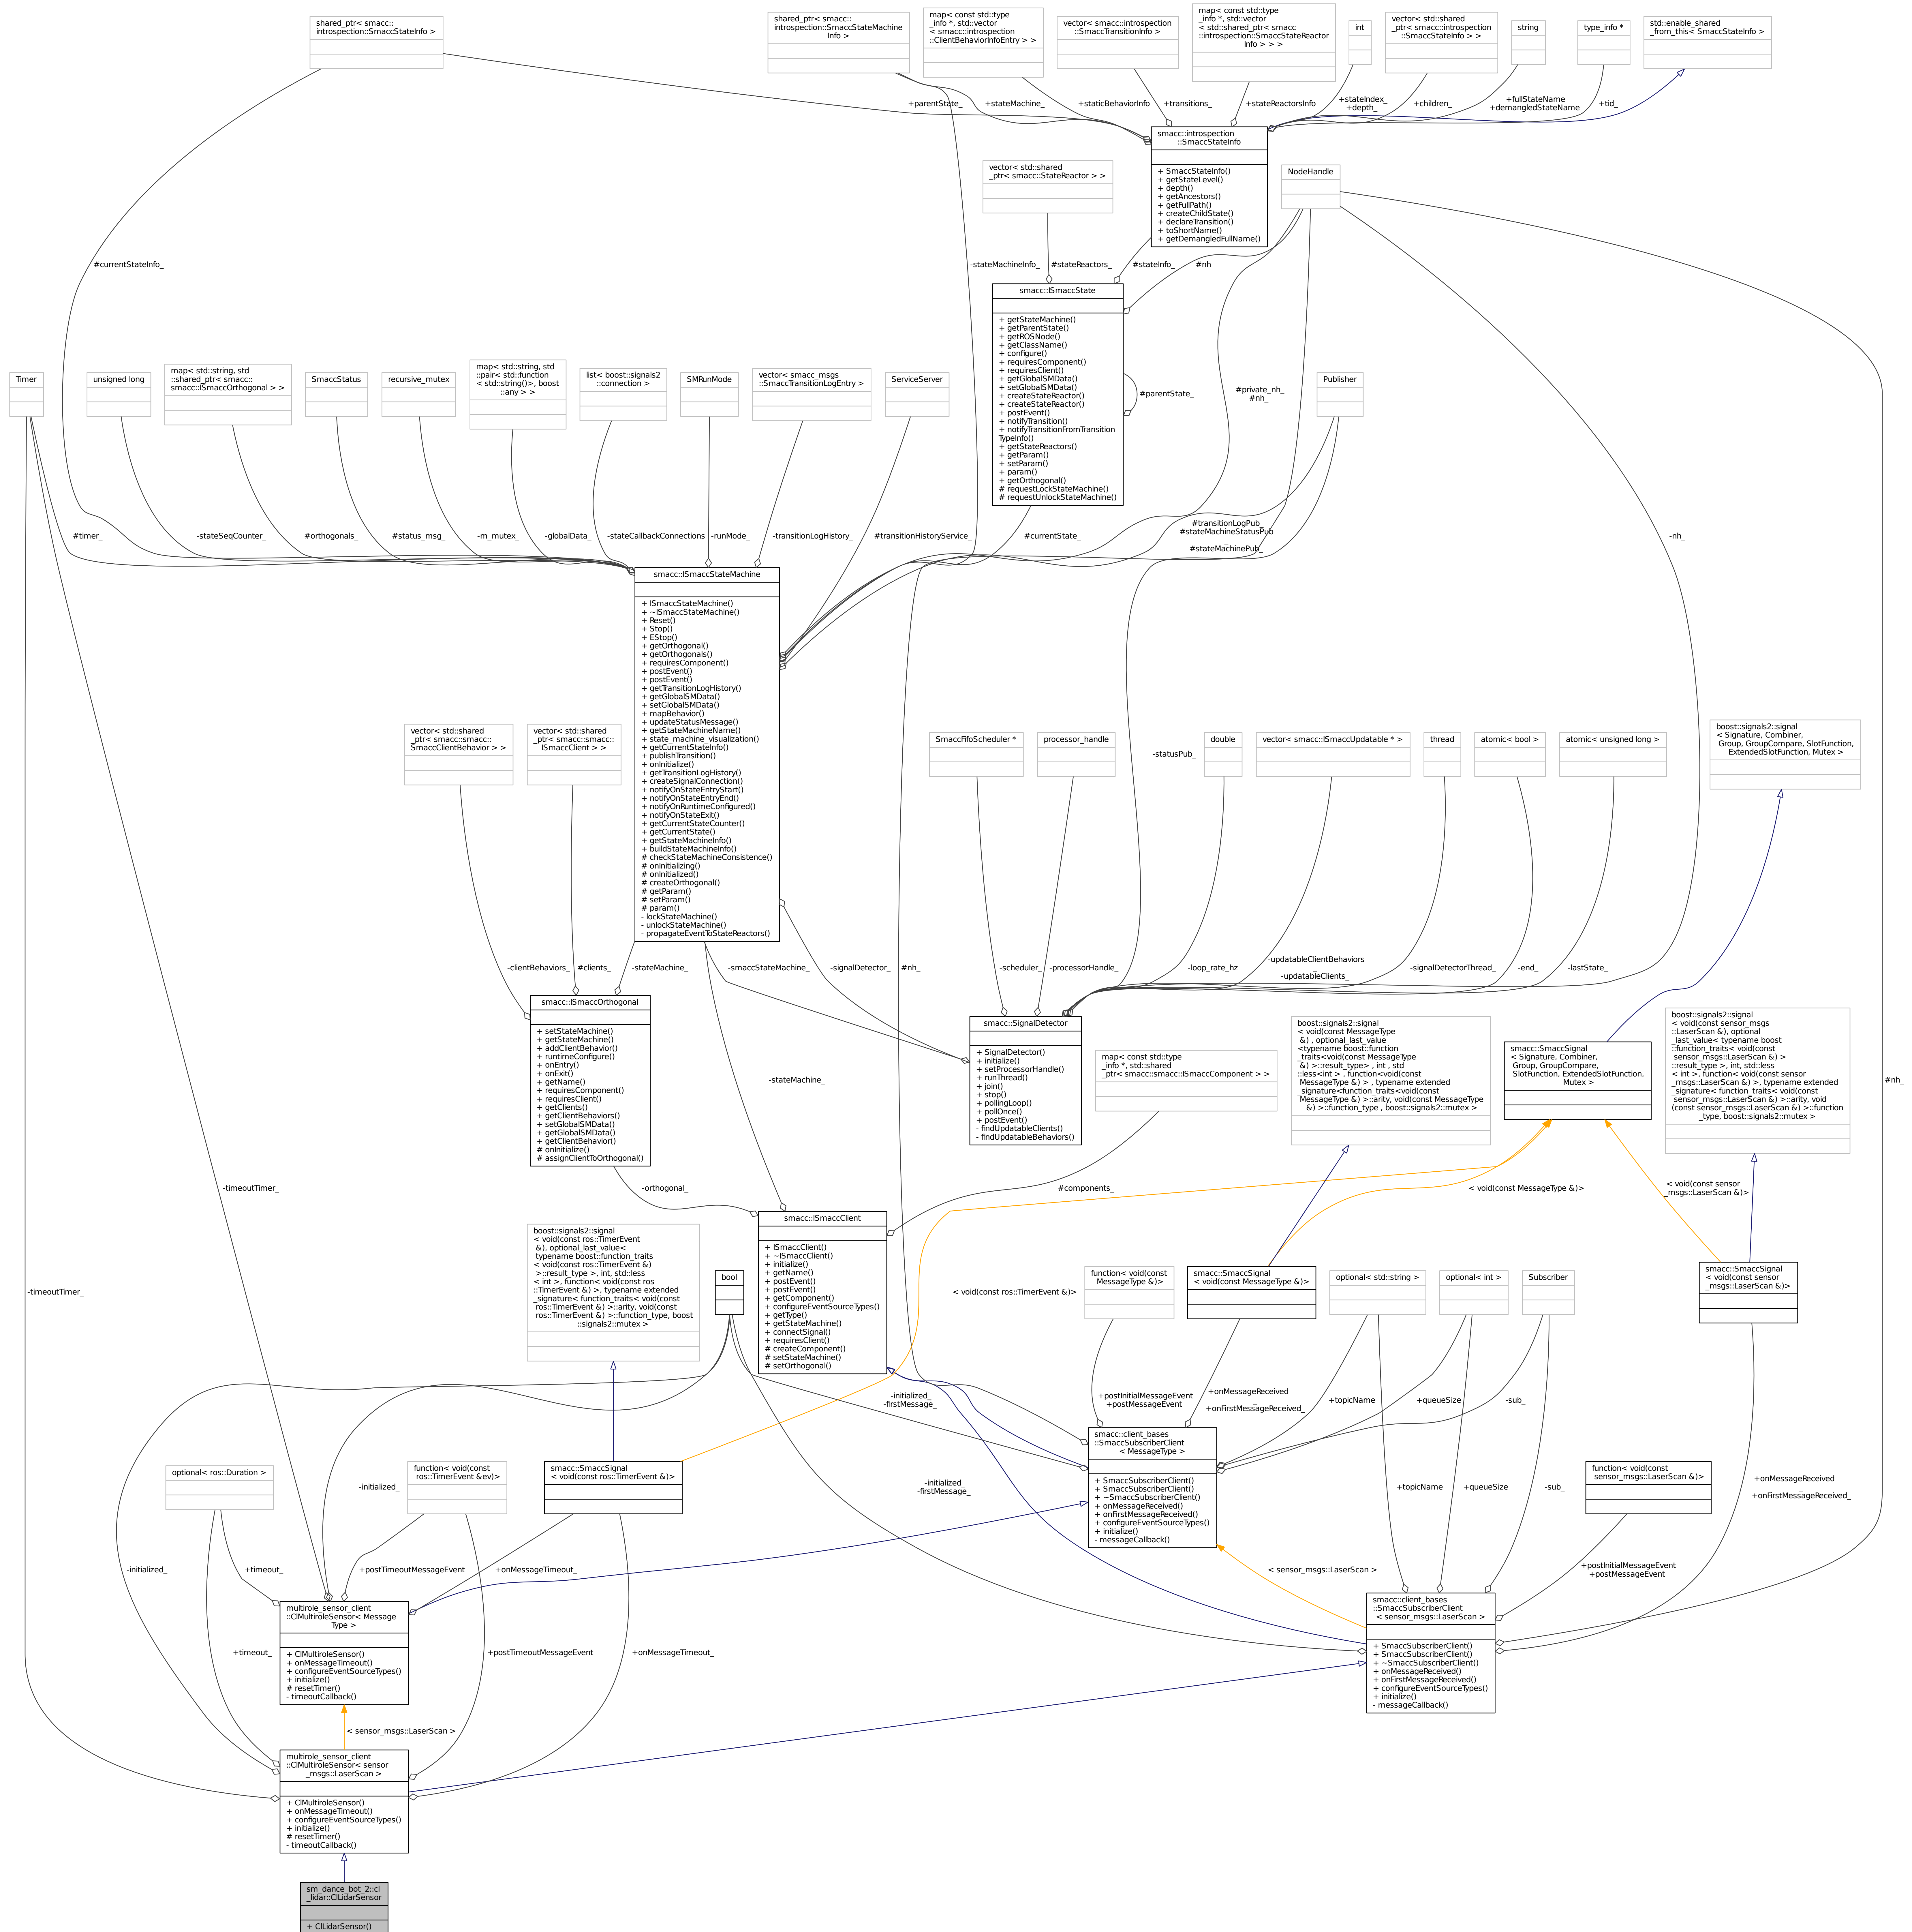 shared_ptr< smacc::
introspection::SmaccStateInfo >
shared_ptr< smacc::
introspection::SmaccStateMachine
Info >
map< const std::type
_info *, std::vector
< smacc::introspection
::ClientBehaviorInfoEntry > >
vector< smacc::introspection
::SmaccTransitionInfo >
map< const std::type
_info *, std::vector
< std::shared_ptr< smacc
::introspection::SmaccStateReactor
Info > > >
int
vector< std::shared
_ptr< smacc::introspection
::SmaccStateInfo > >
string
type_info *
std::enable_shared
_from_this< SmaccStateInfo >
+parentState_
+stateMachine_
+staticBehaviorInfo
+transitions_
+stateReactorsInfo
+stateIndex_
+depth_
+children_
+fullStateName
+demangledStateName
+tid_
smacc::introspection
::SmaccStateInfo
+ SmaccStateInfo()
+ getStateLevel()
+ depth()
+ getAncestors()
+ getFullPath()
+ createChildState()
+ declareTransition()
+ toShortName()
+ getDemangledFullName()
vector< std::shared
_ptr< smacc::StateReactor > >
NodeHandle
#currentStateInfo_
-stateMachineInfo_
#stateReactors_
#stateInfo_
#nh
smacc::ISmaccState
+ getStateMachine()
+ getParentState()
+ getROSNode()
+ getClassName()
+ configure()
+ requiresComponent()
+ requiresClient()
+ getGlobalSMData()
+ setGlobalSMData()
+ createStateReactor()
+ createStateReactor()
+ postEvent()
+ notifyTransition()
+ notifyTransitionFromTransition
TypeInfo()
+ getStateReactors()
+ getParam()
+ setParam()
+ param()
+ getOrthogonal()
# requestLockStateMachine()
# requestUnlockStateMachine()
#parentState_
#private_nh_
#nh_
Publisher
Timer
unsigned long
map< std::string, std
::shared_ptr< smacc::
smacc::ISmaccOrthogonal > >
SmaccStatus
recursive_mutex
map< std::string, std
::pair< std::function
< std::string()>, boost
::any > >
list< boost::signals2
::connection >
SMRunMode
vector< smacc_msgs
::SmaccTransitionLogEntry >
ServiceServer
#timer_
-stateSeqCounter_
#orthogonals_
#status_msg_
-m_mutex_
-globalData_
-stateCallbackConnections
-runMode_
-transitionLogHistory_
#transitionHistoryService_
#currentState_
#transitionLogPub_
#stateMachineStatusPub
_
#stateMachinePub_
-nh_
smacc::ISmaccStateMachine
+ ISmaccStateMachine()
+ ~ISmaccStateMachine()
+ Reset()
+ Stop()
+ EStop()
+ getOrthogonal()
+ getOrthogonals()
+ requiresComponent()
+ postEvent()
+ postEvent()
+ getTransitionLogHistory()
+ getGlobalSMData()
+ setGlobalSMData()
+ mapBehavior()
+ updateStatusMessage()
+ getStateMachineName()
+ state_machine_visualization()
+ getCurrentStateInfo()
+ publishTransition()
+ onInitialize()
+ getTransitionLogHistory()
+ createSignalConnection()
+ notifyOnStateEntryStart()
+ notifyOnStateEntryEnd()
+ notifyOnRuntimeConfigured()
+ notifyOnStateExit()
+ getCurrentStateCounter()
+ getCurrentState()
+ getStateMachineInfo()
+ buildStateMachineInfo()
# checkStateMachineConsistence()
# onInitializing()
# onInitialized()
# createOrthogonal()
# getParam()
# setParam()
# param()
- lockStateMachine()
- unlockStateMachine()
- propagateEventToStateReactors()
vector< std::shared
_ptr< smacc::smacc::
SmaccClientBehavior > >
vector< std::shared
_ptr< smacc::smacc::
ISmaccClient > >
SmaccFifoScheduler *
processor_handle
-statusPub_
double
vector< smacc::ISmaccUpdatable * >
thread
atomic< bool >
atomic< unsigned long >
boost::signals2::signal
< Signature, Combiner,
Group, GroupCompare, SlotFunction,
ExtendedSlotFunction, Mutex >
-clientBehaviors_
#clients_
-stateMachine_
-smaccStateMachine_
-signalDetector_
#nh_
-scheduler_
-processorHandle_
-loop_rate_hz
-updatableClientBehaviors
_
-updatableClients_
-signalDetectorThread_
-end_
-lastState_
smacc::ISmaccOrthogonal
+ setStateMachine()
+ getStateMachine()
+ addClientBehavior()
+ runtimeConfigure()
+ onEntry()
+ onExit()
+ getName()
+ requiresComponent()
+ requiresClient()
+ getClients()
+ getClientBehaviors()
+ setGlobalSMData()
+ getGlobalSMData()
+ getClientBehavior()
# onInitialize()
# assignClientToOrthogonal()
smacc::SignalDetector
+ SignalDetector()
+ initialize()
+ setProcessorHandle()
+ runThread()
+ join()
+ stop()
+ pollingLoop()
+ pollOnce()
+ postEvent()
- findUpdatableClients()
- findUpdatableBehaviors()
map< const std::type
_info *, std::shared
_ptr< smacc::smacc::ISmaccComponent > >
boost::signals2::signal
< void(const MessageType
&) , optional_last_value
<typename boost::function
_traits<void(const MessageType
&) >::result_type> , int , std
::less<int > , function<void(const
MessageType &) > , typename extended
_signature<function_traits<void(const
MessageType &) >::arity, void(const MessageType
&) >::function_type , boost::signals2::mutex >
smacc::SmaccSignal
< Signature, Combiner,
Group, GroupCompare,
SlotFunction, ExtendedSlotFunction,
Mutex >
boost::signals2::signal
< void(const sensor_msgs
::LaserScan &), optional
_last_value< typename boost
::function_traits< void(const
sensor_msgs::LaserScan &) >
::result_type >, int, std::less
< int >, function< void(const sensor
_msgs::LaserScan &) >, typename extended
_signature< function_traits< void(const
sensor_msgs::LaserScan &) >::arity, void
(const sensor_msgs::LaserScan &) >::function
_type, boost::signals2::mutex >
#nh_
-stateMachine_
-timeoutTimer_
-orthogonal_
#components_
< void(const MessageType &)>
< void(const sensor
_msgs::LaserScan &)>
smacc::ISmaccClient
+ ISmaccClient()
+ ~ISmaccClient()
+ initialize()
+ getName()
+ postEvent()
+ postEvent()
+ getComponent()
+ configureEventSourceTypes()
+ getType()
+ getStateMachine()
+ connectSignal()
+ requiresClient()
# createComponent()
# setStateMachine()
# setOrthogonal()
boost::signals2::signal
< void(const ros::TimerEvent
&), optional_last_value<
typename boost::function_traits
< void(const ros::TimerEvent &)
>::result_type >, int, std::less
< int >, function< void(const ros
::TimerEvent &) >, typename extended
_signature< function_traits< void(const
ros::TimerEvent &) >::arity, void(const
ros::TimerEvent &) >::function_type, boost
::signals2::mutex >
bool
-timeoutTimer_
< void(const ros::TimerEvent &)>
function< void(const
MessageType &)>
smacc::SmaccSignal
< void(const MessageType &)>
optional< std::string >
optional< int >
Subscriber
smacc::SmaccSignal
< void(const sensor
_msgs::LaserScan &)>
-initialized_
-firstMessage_
+postInitialMessageEvent
+postMessageEvent
+onMessageReceived
_
+onFirstMessageReceived_
+topicName
+queueSize
-sub_
smacc::client_bases
::SmaccSubscriberClient
< MessageType >
+ SmaccSubscriberClient()
+ SmaccSubscriberClient()
+ ~SmaccSubscriberClient()
+ onMessageReceived()
+ onFirstMessageReceived()
+ configureEventSourceTypes()
+ initialize()
- messageCallback()
optional< ros::Duration >
-initialized_
function< void(const
ros::TimerEvent &ev)>
smacc::SmaccSignal
< void(const ros::TimerEvent &)>
-initialized_
-firstMessage_
+topicName
+queueSize
-sub_
function< void(const
sensor_msgs::LaserScan &)>
+onMessageReceived
_
+onFirstMessageReceived_
-initialized_
+timeout_
+postTimeoutMessageEvent
+onMessageTimeout_
< sensor_msgs::LaserScan >
+postInitialMessageEvent
+postMessageEvent
multirole_sensor_client
::ClMultiroleSensor< Message
Type >
+ ClMultiroleSensor()
+ onMessageTimeout()
+ configureEventSourceTypes()
+ initialize()
# resetTimer()
- timeoutCallback()
smacc::client_bases
::SmaccSubscriberClient
< sensor_msgs::LaserScan >
+ SmaccSubscriberClient()
+ SmaccSubscriberClient()
+ ~SmaccSubscriberClient()
+ onMessageReceived()
+ onFirstMessageReceived()
+ configureEventSourceTypes()
+ initialize()
- messageCallback()
+timeout_
+postTimeoutMessageEvent
+onMessageTimeout_
< sensor_msgs::LaserScan >
multirole_sensor_client
::ClMultiroleSensor< sensor
_msgs::LaserScan >
+ ClMultiroleSensor()
+ onMessageTimeout()
+ configureEventSourceTypes()
+ initialize()
# resetTimer()
- timeoutCallback()
sm_dance_bot_2::cl
_lidar::ClLidarSensor
+ ClLidarSensor()